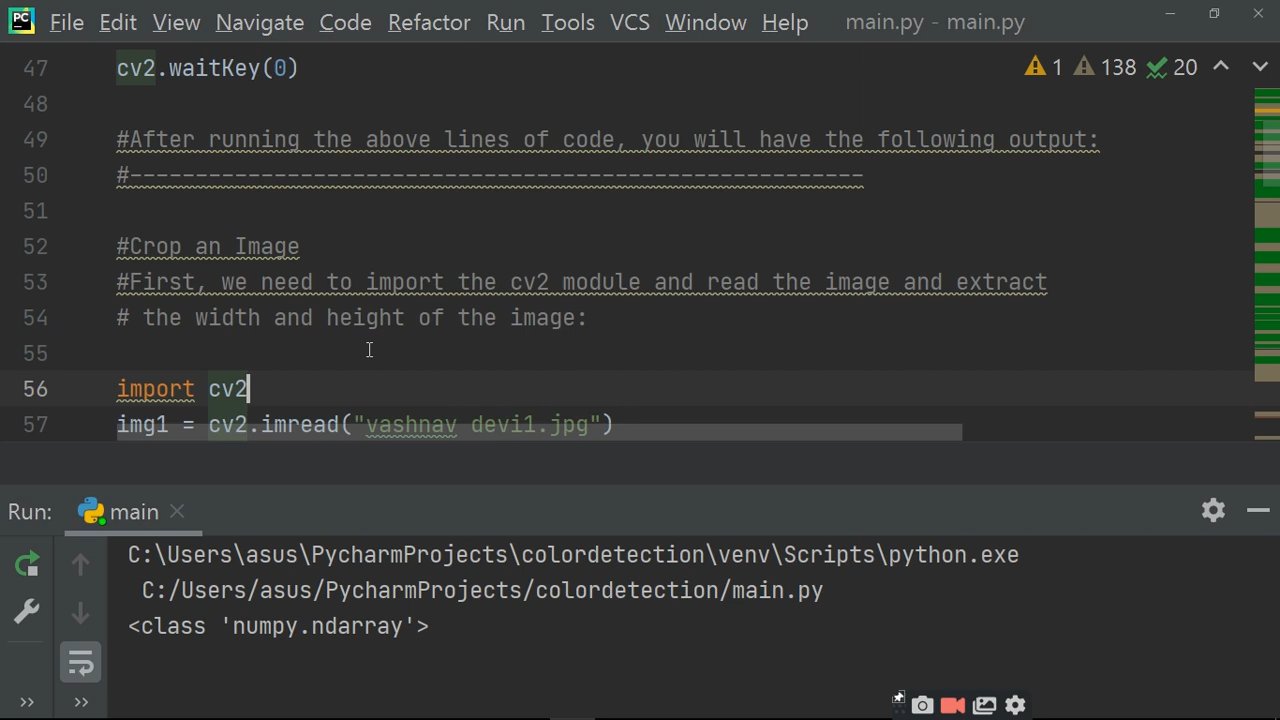 PC File Edit View Navigate Code Refactor Run Tools VCS Window Help main.py - main.py
47 cv2.waitKey(0) 1 138 20
48
49 #After running the above lines of code, you will have the following output:
50 #--------------------------------------------------------
51
52 #Crop an Image
53 #First, we need to import the cv2 module and read the image and extract
54 # the width and height of the image:
55
56 import cv2
57 img1 = cv2.imread("vashnav devi1.jpg")
Run: main
C:\Users\asus\PycharmProjects\colordetection\venv\Scripts\python.exe
C:/Users/asus/PycharmProjects/colordetection/main.py
<class 'numpy.ndarray'>